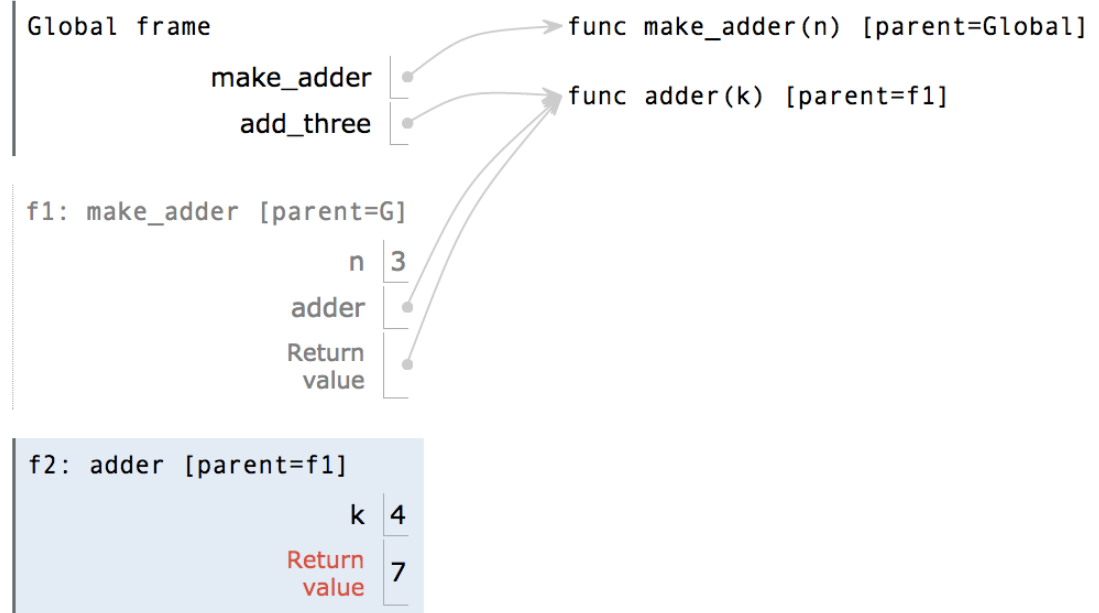 Global frame
make_adder
add_three
func make_adder(n) [parent=Global]
func adder(k) [parent=f1]
f1: make_adder [parent=G]
n 3
adder
Return
value
f2: adder [parent=f1]
k 4
Return
value 7